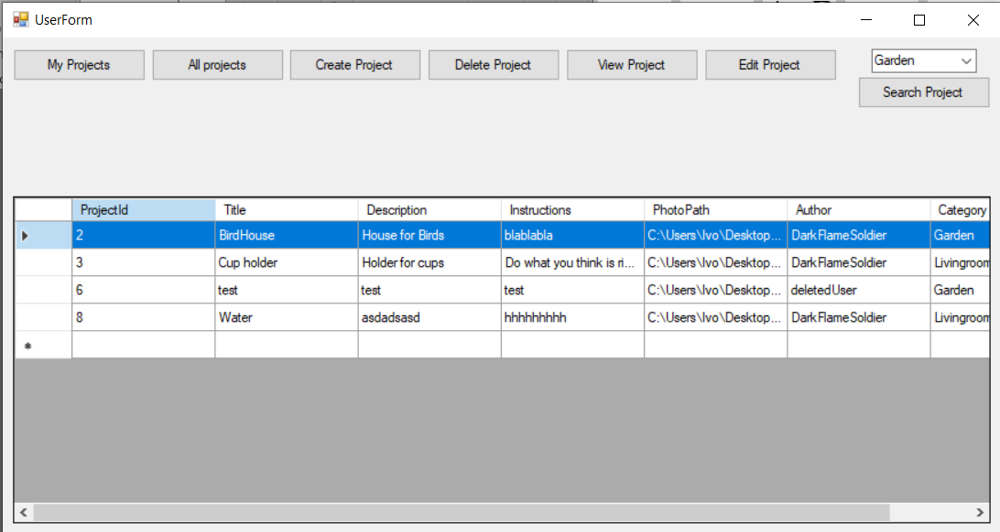 UserForm
My Projects All projects Create Project Delete Project View Project Edit Project Garden
Search Project
ProjectId Title Description Instructions PhotoPath Author Category
2 BirdHouse House for Birds blablabla C:\Users\Ivo\Desktop... DarkFlameSoldier Garden
3 Cup holder Holder for cups Do what you think is ri... C:\Users\Ivo\Desktop... DarkFlameSoldier Livingroom
6 test test test C:\Users\Ivo\Desktop... deletedUser Garden
8 Water asdadsasd hhhhhhhhh C:\Users\Ivo\Desktop... DarkFlameSoldier Livingroom